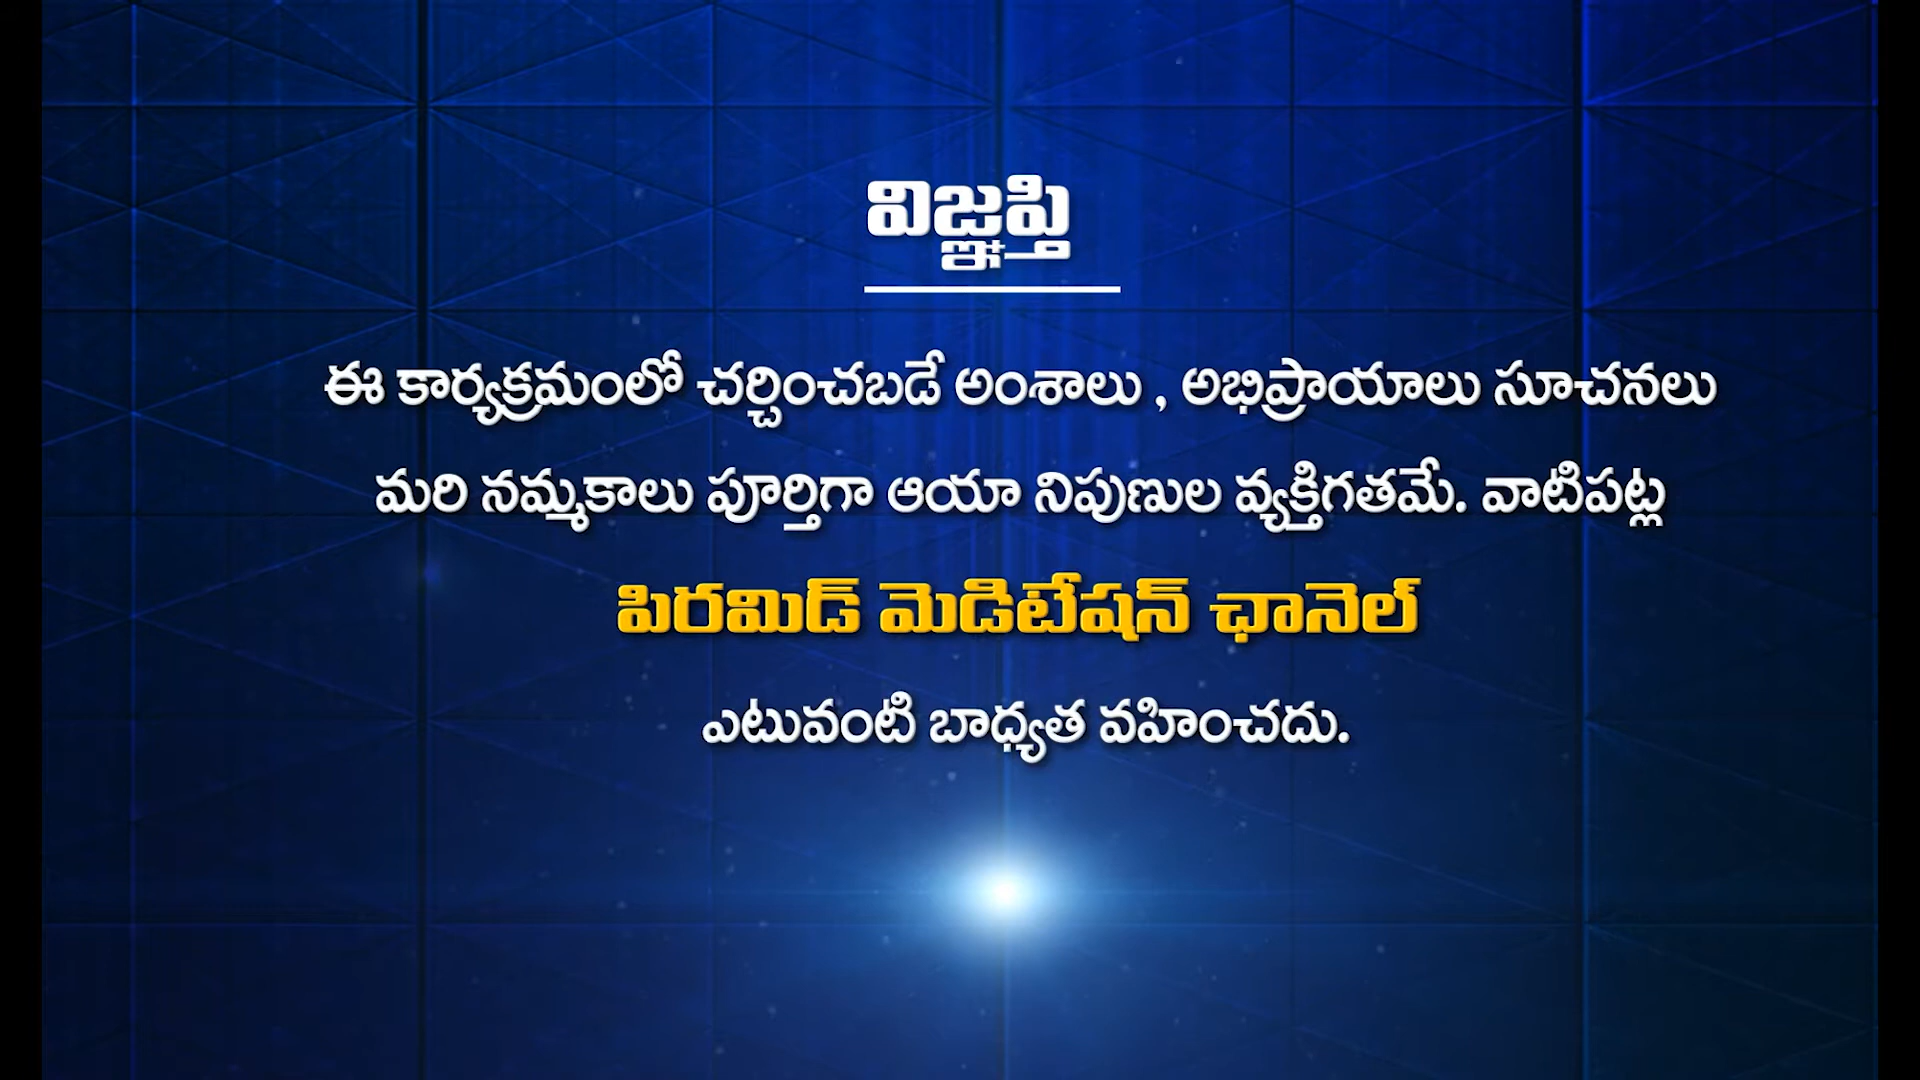 విజ్ఞప్తి
ఈ కార్యక్రమంలో చర్చించబడే అంశాలు , అభిప్రాయాలు సూచనలు
మరి నమ్మకాలు పూర్తిగా ఆయా నిపుణుల వ్యక్తిగతమే. వాటిపట్ల
పిరమిడ్ మెడిటేషన్ ఛానెల్
ఎటువంటి బాధ్యత వహించదు.